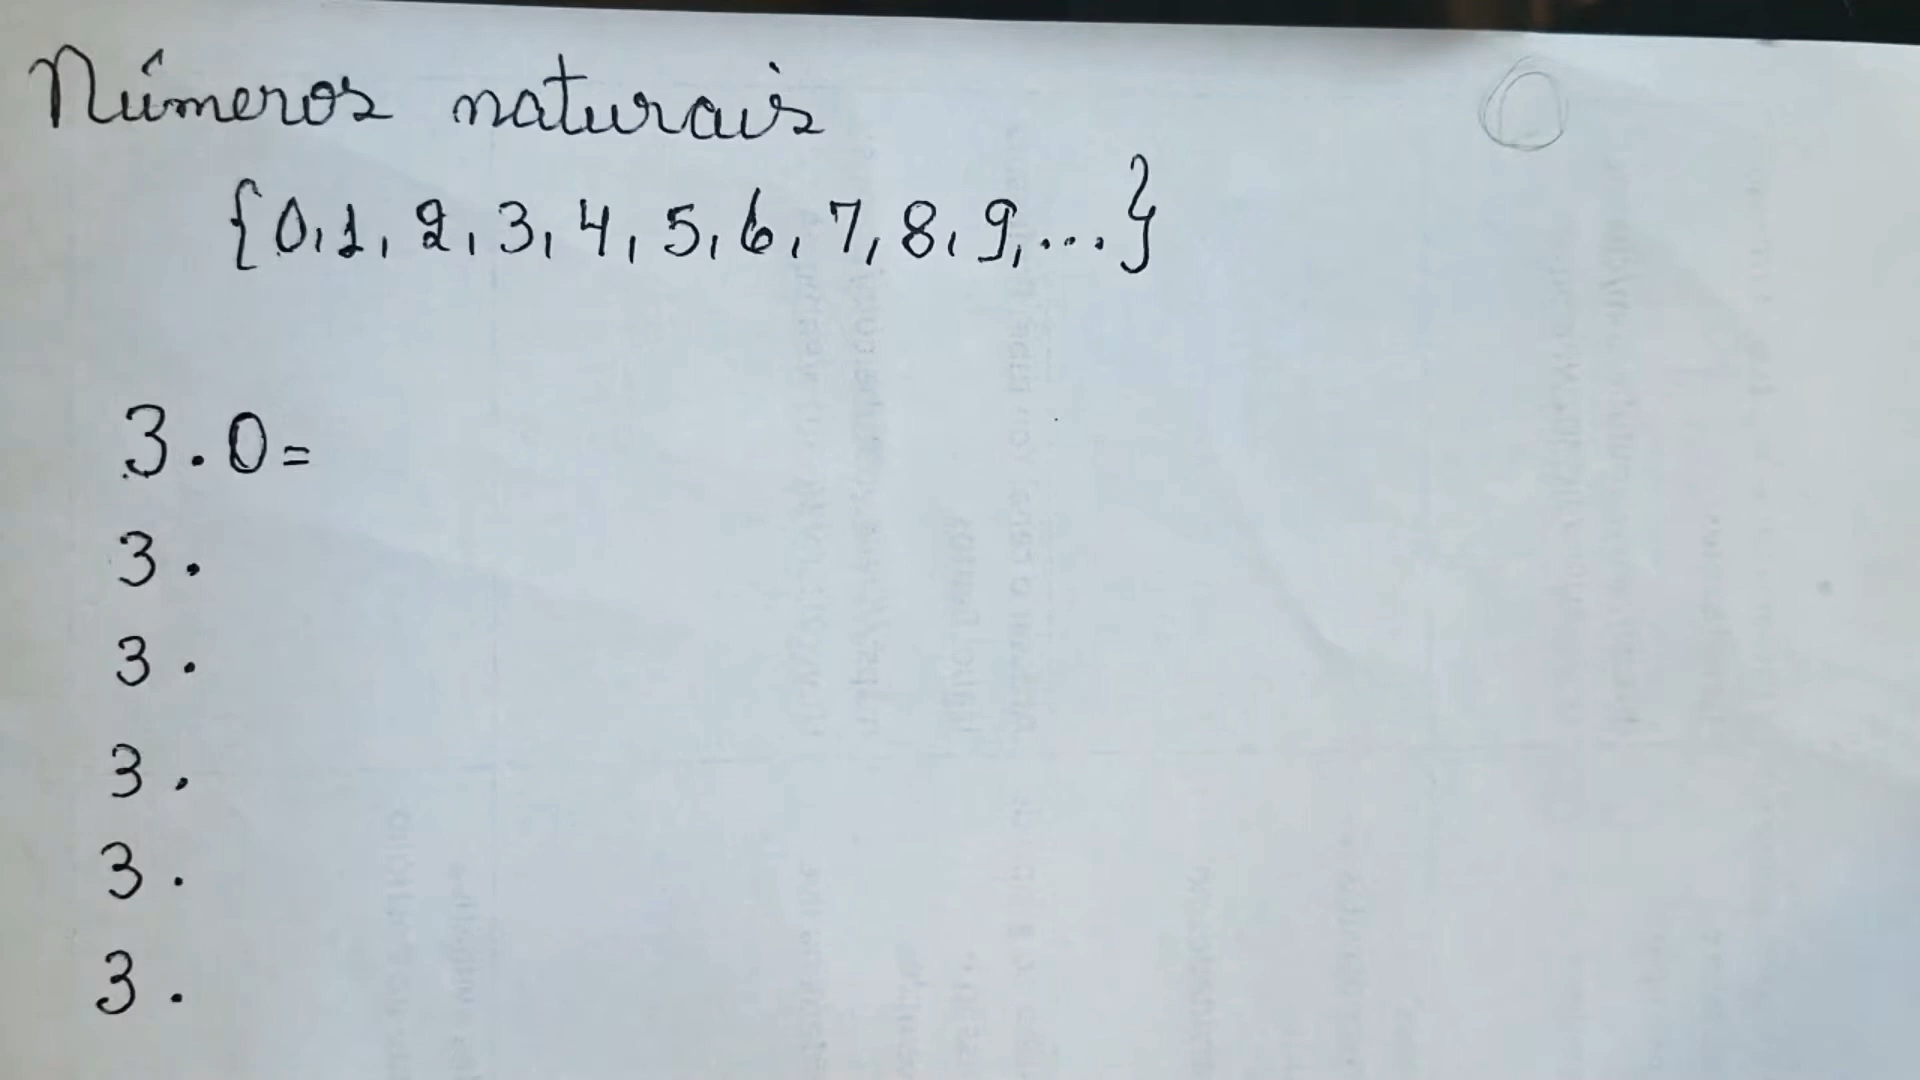 Números naturais
{0, 1, 2, 3, 4, 5, 6, 7, 8, 9, ...}
3 . 0 =
3 .
3 .
3 .
3 .
3 .